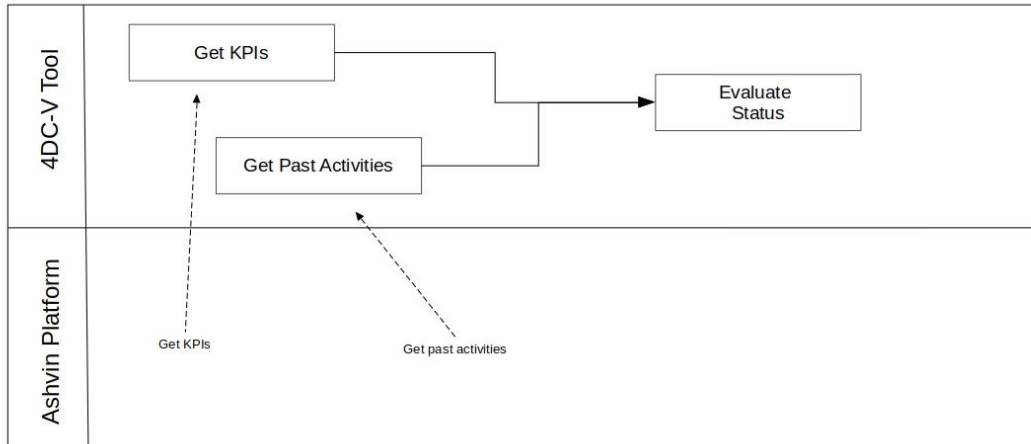 4DC-V Tool
Get KPIs
Evaluate
Status
Get Past Activities
Ashvin Platform
Get KPIs
Get past activities